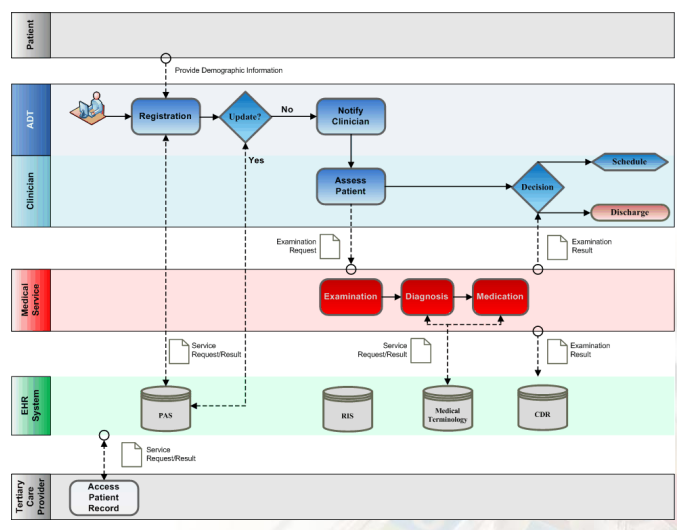 Patient
Provide Demographic Information
ADT
Registration
Update?
No
Yes
Notify
Clinician
Clinician
Assess
Patient
Decision
Schedule
Discharge
Examination
Request
Examination
Result
Medical
Service
Examination
Diagnosis
Medication
Service
Request/Result
Service
Request/Result
Examination
Result
EHR
System
PAS
RIS
Medical
Terminology
CDR
Service
Request/Result
Tertiary
Care
Provider
Access
Patient
Record